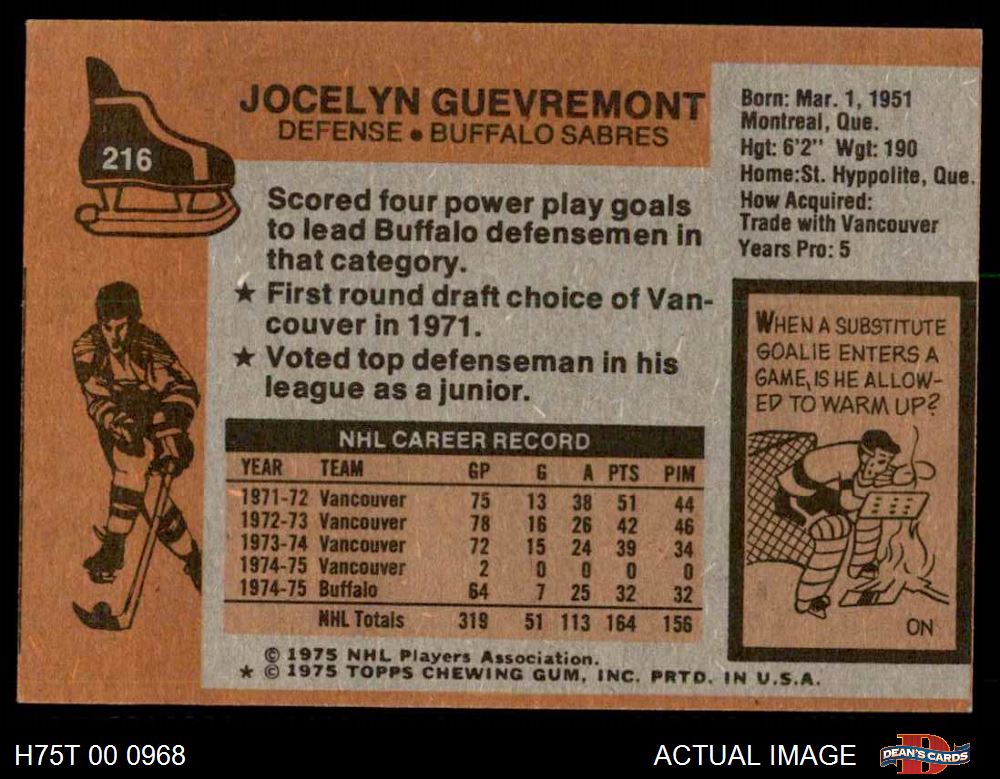 216
JOCELYN GUEVREMONT
DEFENSE • BUFFALO SABRES
Scored four power play goals
to lead Buffalo defensemen in
that category.
★ First round draft choice of Van-
couver in 1971.
★ Voted top defenseman in his
league as a junior.
Born: Mar. 1, 1951
Montreal, Que.
Hgt: 6'2" Wgt: 190
Home:St. Hyppolite, Que.
How Acquired:
Trade with Vancouver
Years Pro: 5
NHL CAREER RECORD
YEAR TEAM GP G A PTS PIM
1971-72 Vancouver 75 13 38 51 44
1972-73 Vancouver 78 16 26 42 46
1973-74 Vancouver 72 15 24 39 34
1974-75 Vancouver 2 0 0 0 0
1974-75 Buffalo 64 7 25 32 32
NHL Totals 319 51 113 164 156
WHEN A SUBSTITUTE
GOALIE ENTERS A
GAME, IS HE ALLOW-
ED TO WARM UP?
ON
© 1975 NHL Players Association.
★ © 1975 TOPPS CHEWING GUM, INC. PRTD. IN U.S.A.
H75T 00 0968
ACTUAL IMAGE
D
DEAN'S CARDS